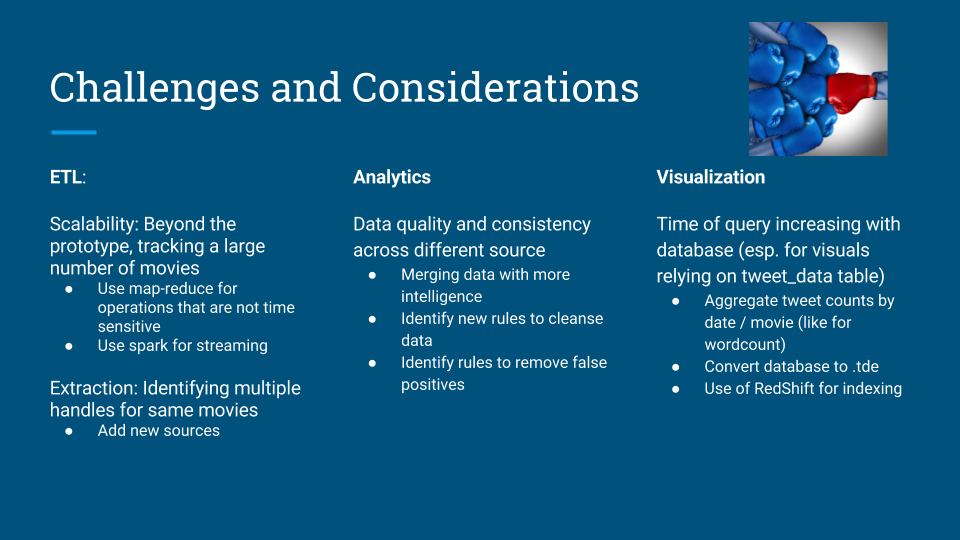 Challenges and Considerations
ETL:
Scalability: Beyond the
prototype, tracking a large
number of movies
● Use map-reduce for
operations that are not time
sensitive
● Use spark for streaming
Extraction: Identifying multiple
handles for same movies
● Add new sources
Analytics
Data quality and consistency
across different source
● Merging data with more
intelligence
● Identify new rules to cleanse
data
● Identify rules to remove false
positives
Visualization
Time of query increasing with
database (esp. for visuals
relying on tweet_data table)
● Aggregate tweet counts by
date / movie (like for
wordcount)
● Convert database to .tde
● Use of RedShift for indexing